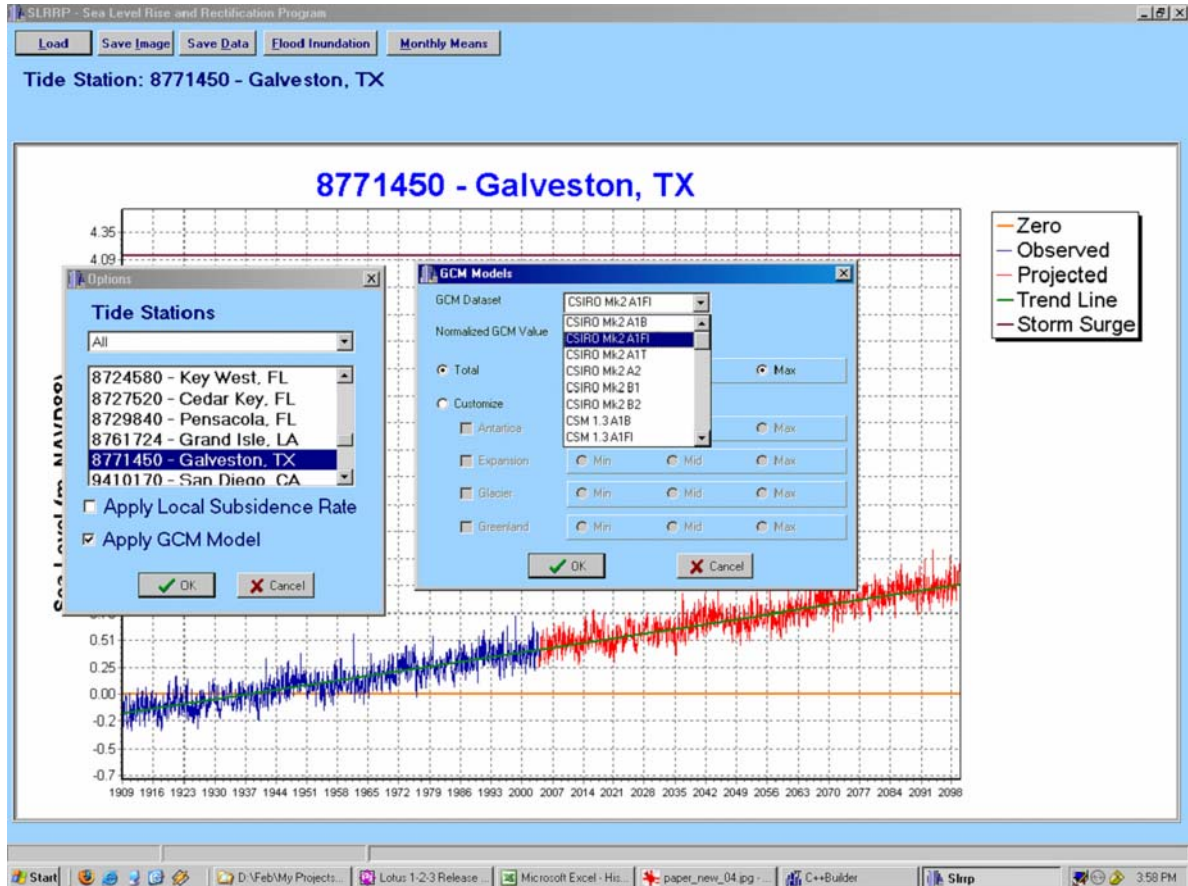 SLRRP - Sea Level Rise and Rectification Program
Load Save Image Save Data Flood Inundation Monthly Means
Tide Station: 8771450 - Galveston, TX
8771450 - Galveston, TX
4.35
4.09
Zero
Observed
Projected
Trend Line
Storm Surge
Options
Tide Stations
All
8724580 - Key West, FL
8727520 - Cedar Key, FL
8729840 - Pensacola, FL
8761724 - Grand Isle, LA
8771450 - Galveston, TX
9410170 - San Diego, CA
Apply Local Subsidence Rate
Apply GCM Model
OK Cancel
GCM Models
GCM Dataset CSIRO Mk2 A1FI
Normalized GCM Value
CSIRO Mk2 A1B
CSIRO Mk2 A1FI
CSIRO Mk2 A1T
CSIRO Mk2 A2
CSIRO Mk2 B1
CSIRO Mk2 B2
CSM 1.3 A1B
CSM 1.3 A1FI
Total Max
Customize
Antartica Max
Expansion Min Mid Max
Glacier Min Mid Max
Greenland Min Mid Max
OK Cancel
0.51
0.25
0.00
-0.2
-0.5
-0.7
1909 1916 1923 1930 1937 1944 1951 1958 1965 1972 1979 1986 1993 2000 2007 2014 2021 2028 2035 2042 2049 2056 2063 2070 2077 2084 2091 2098
Start D:\Feb\My Projects... Lotus 1-2-3 Release ... Microsoft Excel - His... paper_new_04.jpg - ... C++Builder Slrrp 3:58 PM